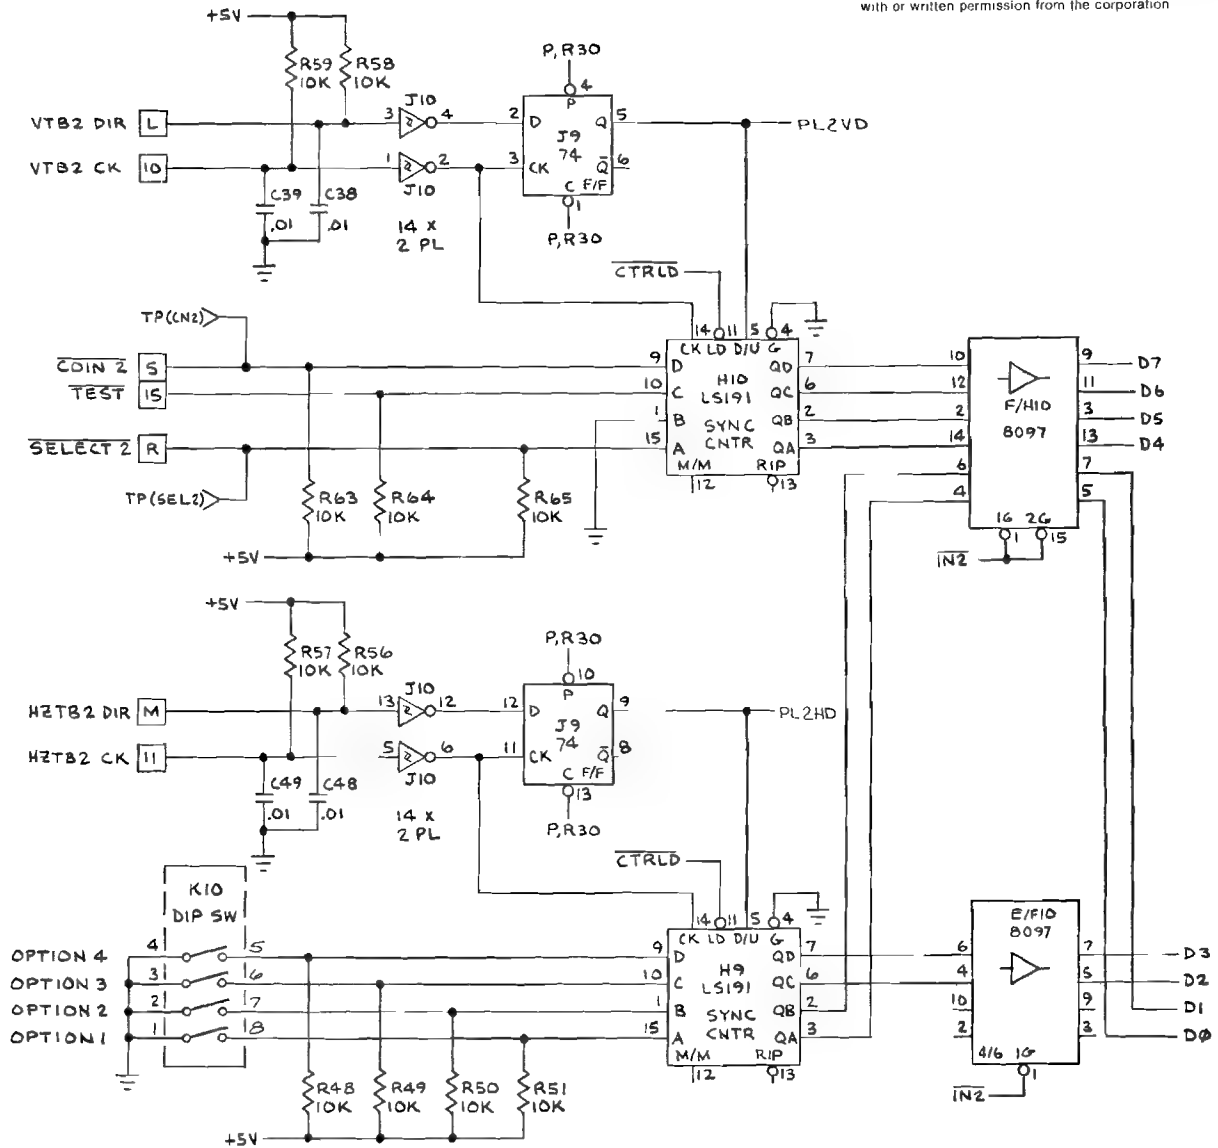 with or written permission from the corporation
+5V
R59 10K
R58 10K
P,R30
4
P
VTB2 DIR L
3 J10 4
2 D Q 5
PL2VD
J9
74
VTB2 CK 10
1 J10 2
3 CK Q̅ 6
C F/F
1
P,R30
C39 .01
C38 .01
14 x
2 PL
C̅T̅R̅L̅D̅
TP(CN2)
14 11 5 4
CK LD D/U G
C̅O̅I̅N̅ ̅2̅ S
9 D QD 7
T̅E̅S̅T̅ 15
10 C QC 6
1 B QB 2
S̅E̅L̅E̅C̅T̅ ̅2̅ R
15 A QA 3
H10
LS191
SYNC
CNTR
M/M RIP
12 13
TP(SEL2)
R63 10K
R64 10K
R65 10K
+5V
10 9 D7
12 11 D6
2 3 D5
14 13 D4
6 7
4 5
F/H10
8097
1G 2G
1 15
I̅N̅2̅
+5V
R57 10K
R56 10K
P,R30
10
P
HZTB2 DIR M
13 J10 12
12 D Q 9
PL2HD
J9
74
HZTB2 CK 11
5 J10 6
11 CK Q̅ 8
C F/F
13
P,R30
C49 .01
C48 .01
14 x
2 PL
C̅T̅R̅L̅D̅
K10
DIP SW
14 11 5 4
CK LD D/U G
OPTION 4 4 5
9 D QD 7
OPTION 3 3 6
10 C QC 6
OPTION 2 2 7
1 B QB 2
OPTION 1 1 8
15 A QA 3
H9
LS191
SYNC
CNTR
M/M RIP
12 13
E/F10
8097
6 7 D3
4 5 D2
10 9 D1
2 3 DØ
4/6 1G
1
I̅N̅2̅
R48 10K
R49 10K
R50 10K
R51 10K
+5V